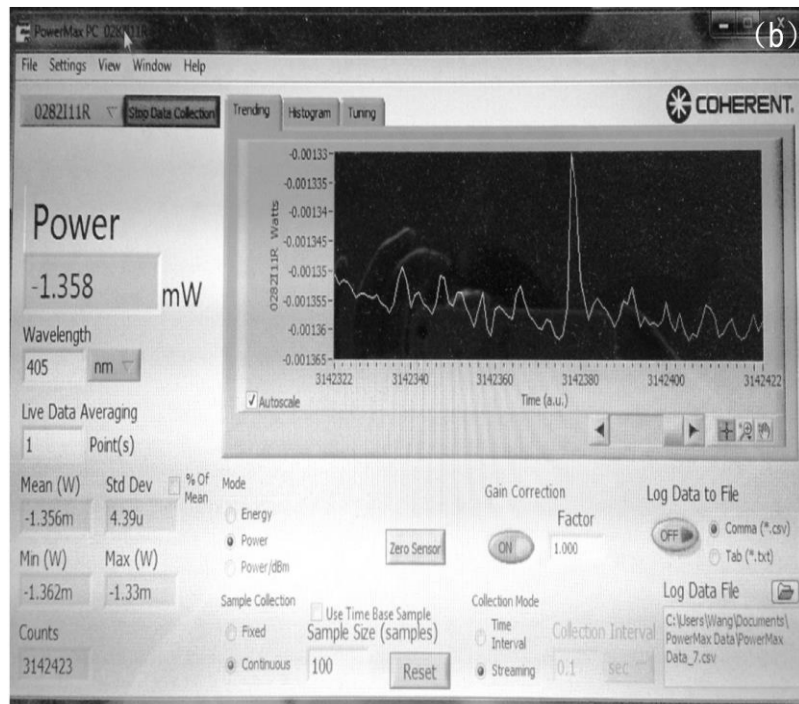 PowerMax PC
(b)
File Settings View Window Help
0282I11R Stop Data Collection
Trending Histogram Tuning
COHERENT.
Power
-1.358 mW
Wavelength
405 nm
Live Data Averaging
1 Point(s)
Mean (W) Std Dev % Of Mean
-1.356m 4.39u
Min (W) Max (W)
-1.362m -1.33m
Counts
3142423
0282I11R Watts
-0.00133
-0.001335
-0.00134
-0.001345
-0.00135
-0.001355
-0.00136
-0.001365
3142322 3142340 3142360 3142380 3142400 3142422
Time (a.u.)
Autoscale
Mode
Energy
Power
Power/dBm
Zero Sensor
Gain Correction
ON
Factor
1.000
Log Data to File
OFF
Comma (*.csv)
Tab (*.txt)
Sample Collection
Fixed
Continuous
Use Time Base Sample
Sample Size (samples)
100
Reset
Collection Mode
Time
Interval
Streaming
Collection Interval
0.1 sec
Log Data File
C:\Users\Wang\Documents\
PowerMax Data\PowerMax
Data_7.csv